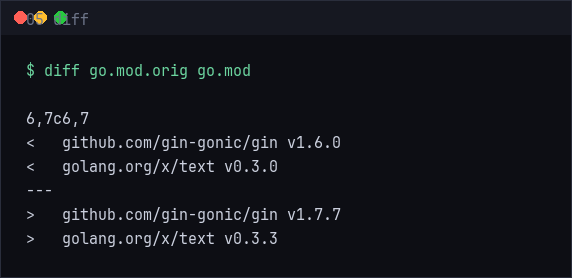 05 diff
$ diff go.mod.orig go.mod
6,7c6,7
<   github.com/gin-gonic/gin v1.6.0
<   golang.org/x/text v0.3.0
---
>   github.com/gin-gonic/gin v1.7.7
>   golang.org/x/text v0.3.3